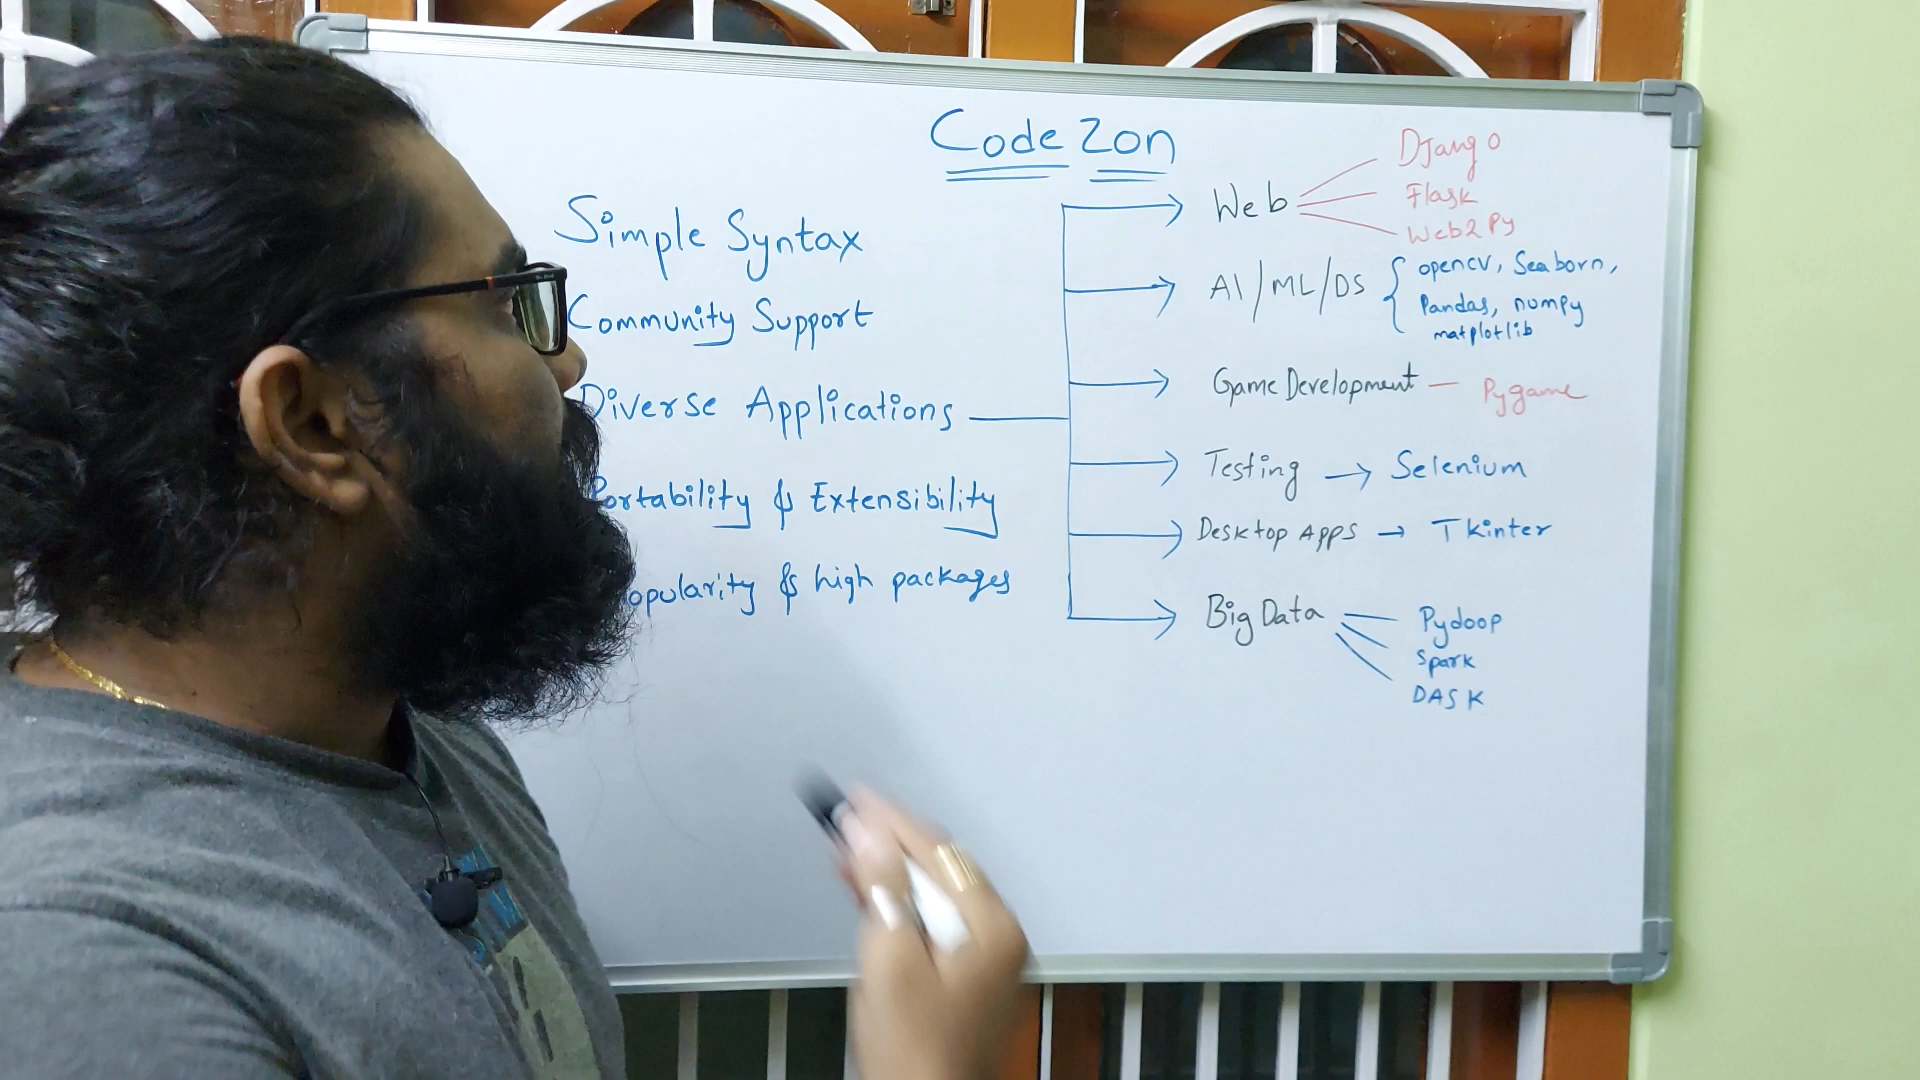 Code Zon
Simple Syntax
Community Support
Diverse Applications
Portability & Extensibility
opularity & high packages
Web
Django
Flask
Web2Py
AI/ML/DS
opencv, Seaborn,
Pandas, numpy
matplotlib
Game Development — Pygame
Testing → Selenium
Desktop Apps → Tkinter
Big Data
Pydoop
Spark
DASK